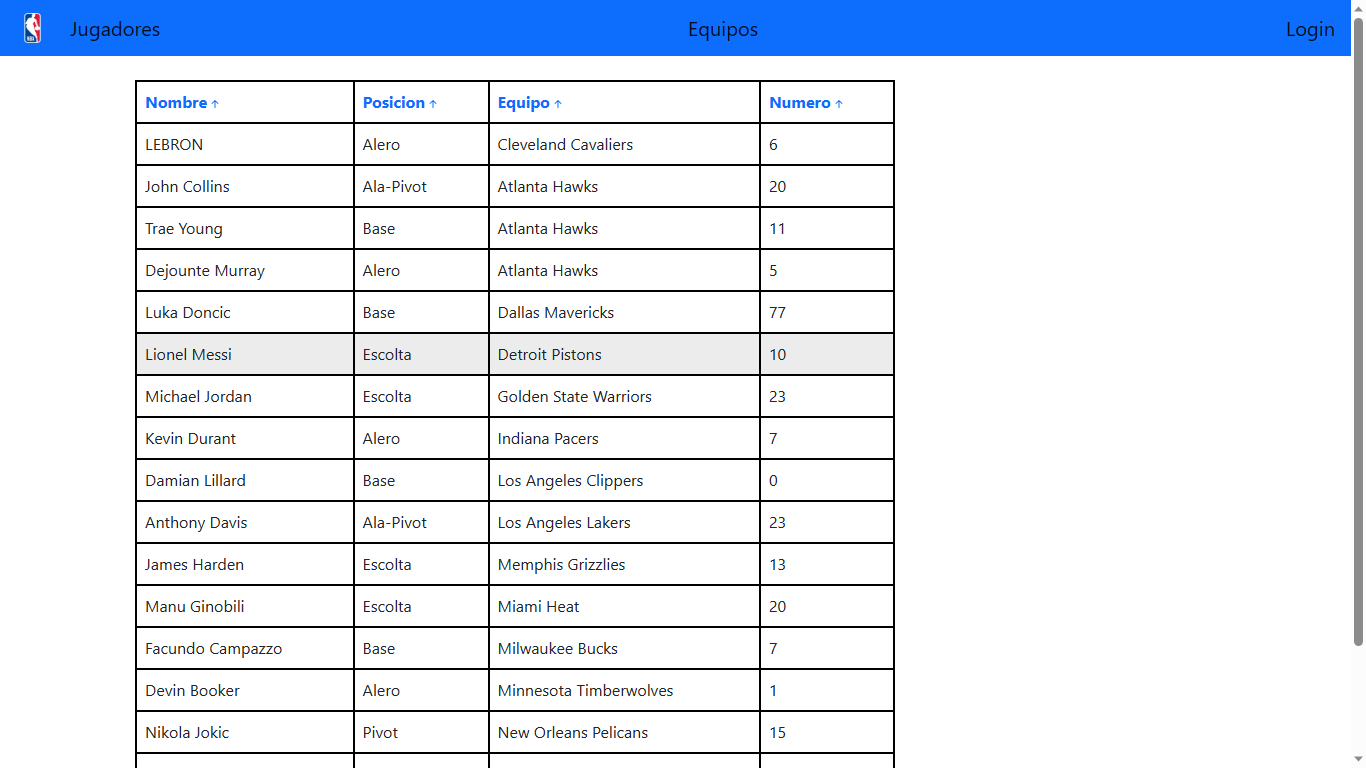 Jugadores Equipos Login
Nombre ↑ Posicion ↑ Equipo ↑ Numero ↑
LEBRON Alero Cleveland Cavaliers 6
John Collins Ala-Pivot Atlanta Hawks 20
Trae Young Base Atlanta Hawks 11
Dejounte Murray Alero Atlanta Hawks 5
Luka Doncic Base Dallas Mavericks 77
Lionel Messi Escolta Detroit Pistons 10
Michael Jordan Escolta Golden State Warriors 23
Kevin Durant Alero Indiana Pacers 7
Damian Lillard Base Los Angeles Clippers 0
Anthony Davis Ala-Pivot Los Angeles Lakers 23
James Harden Escolta Memphis Grizzlies 13
Manu Ginobili Escolta Miami Heat 20
Facundo Campazzo Base Milwaukee Bucks 7
Devin Booker Alero Minnesota Timberwolves 1
Nikola Jokic Pivot New Orleans Pelicans 15